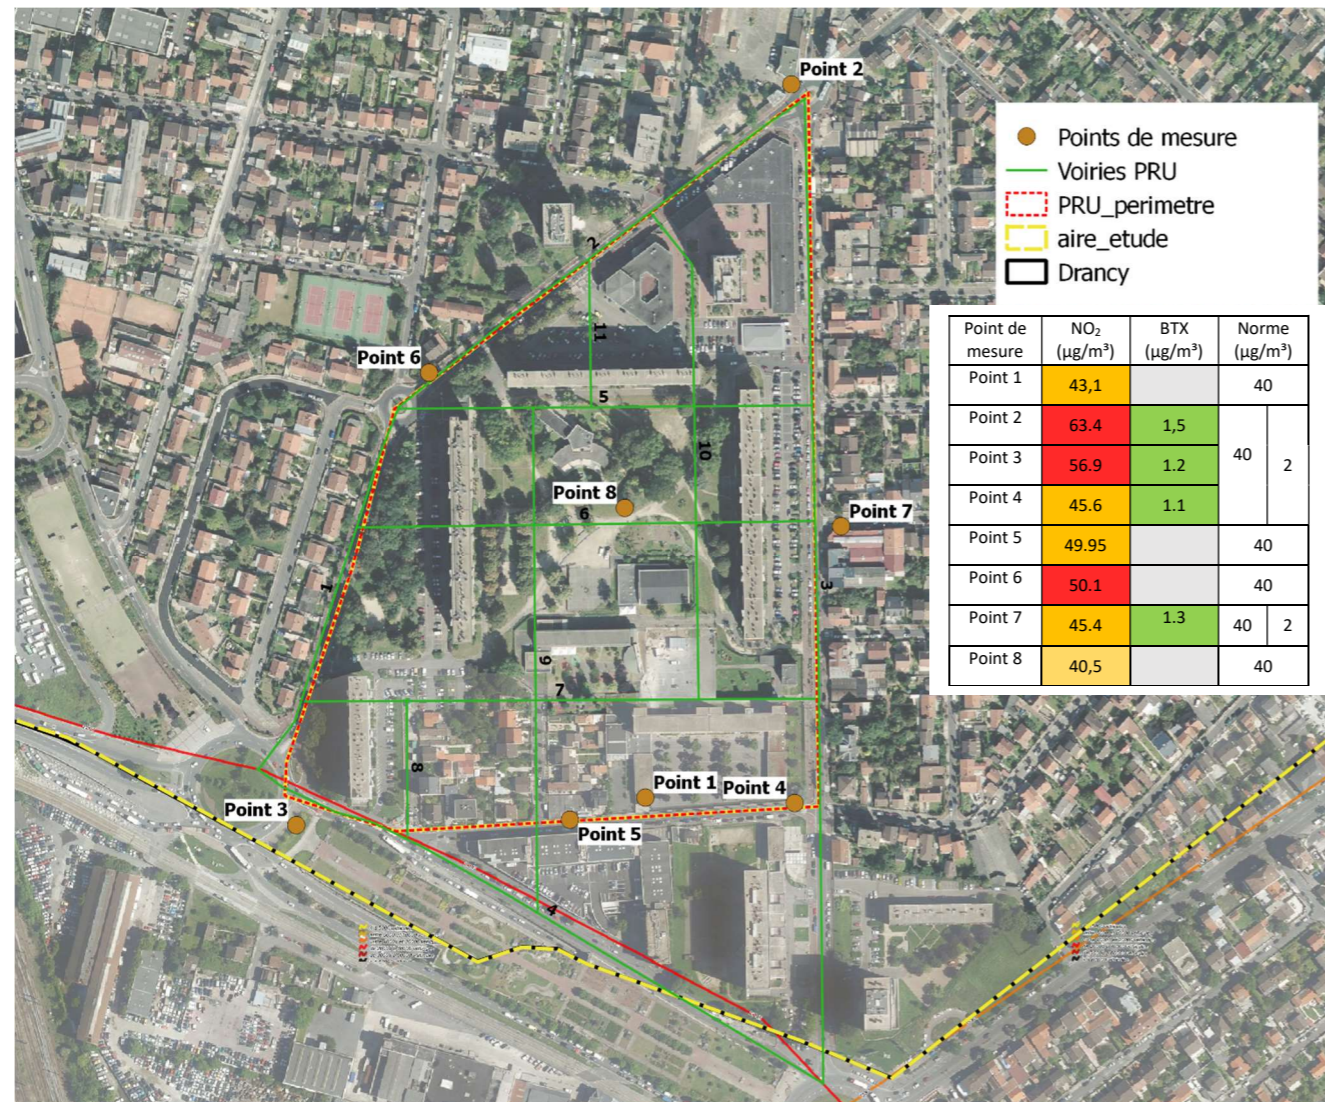 Point 2
Points de mesure
Voiries PRU
PRU_perimetre
aire_etude
Drancy
2
11
Point 6
5
10
Point 8
6
Point 7
1
3
9
7
8
Point 1
Point 4
Point 3
Point 5
4
Point de mesure NO₂ (µg/m³) BTX (µg/m³) Norme (µg/m³)
Point 1 43,1 40
Point 2 63.4 1,5
Point 3 56.9 1.2 40 2
Point 4 45.6 1.1
Point 5 49.95 40
Point 6 50.1 40
Point 7 45.4 1.3 40 2
Point 8 40,5 40